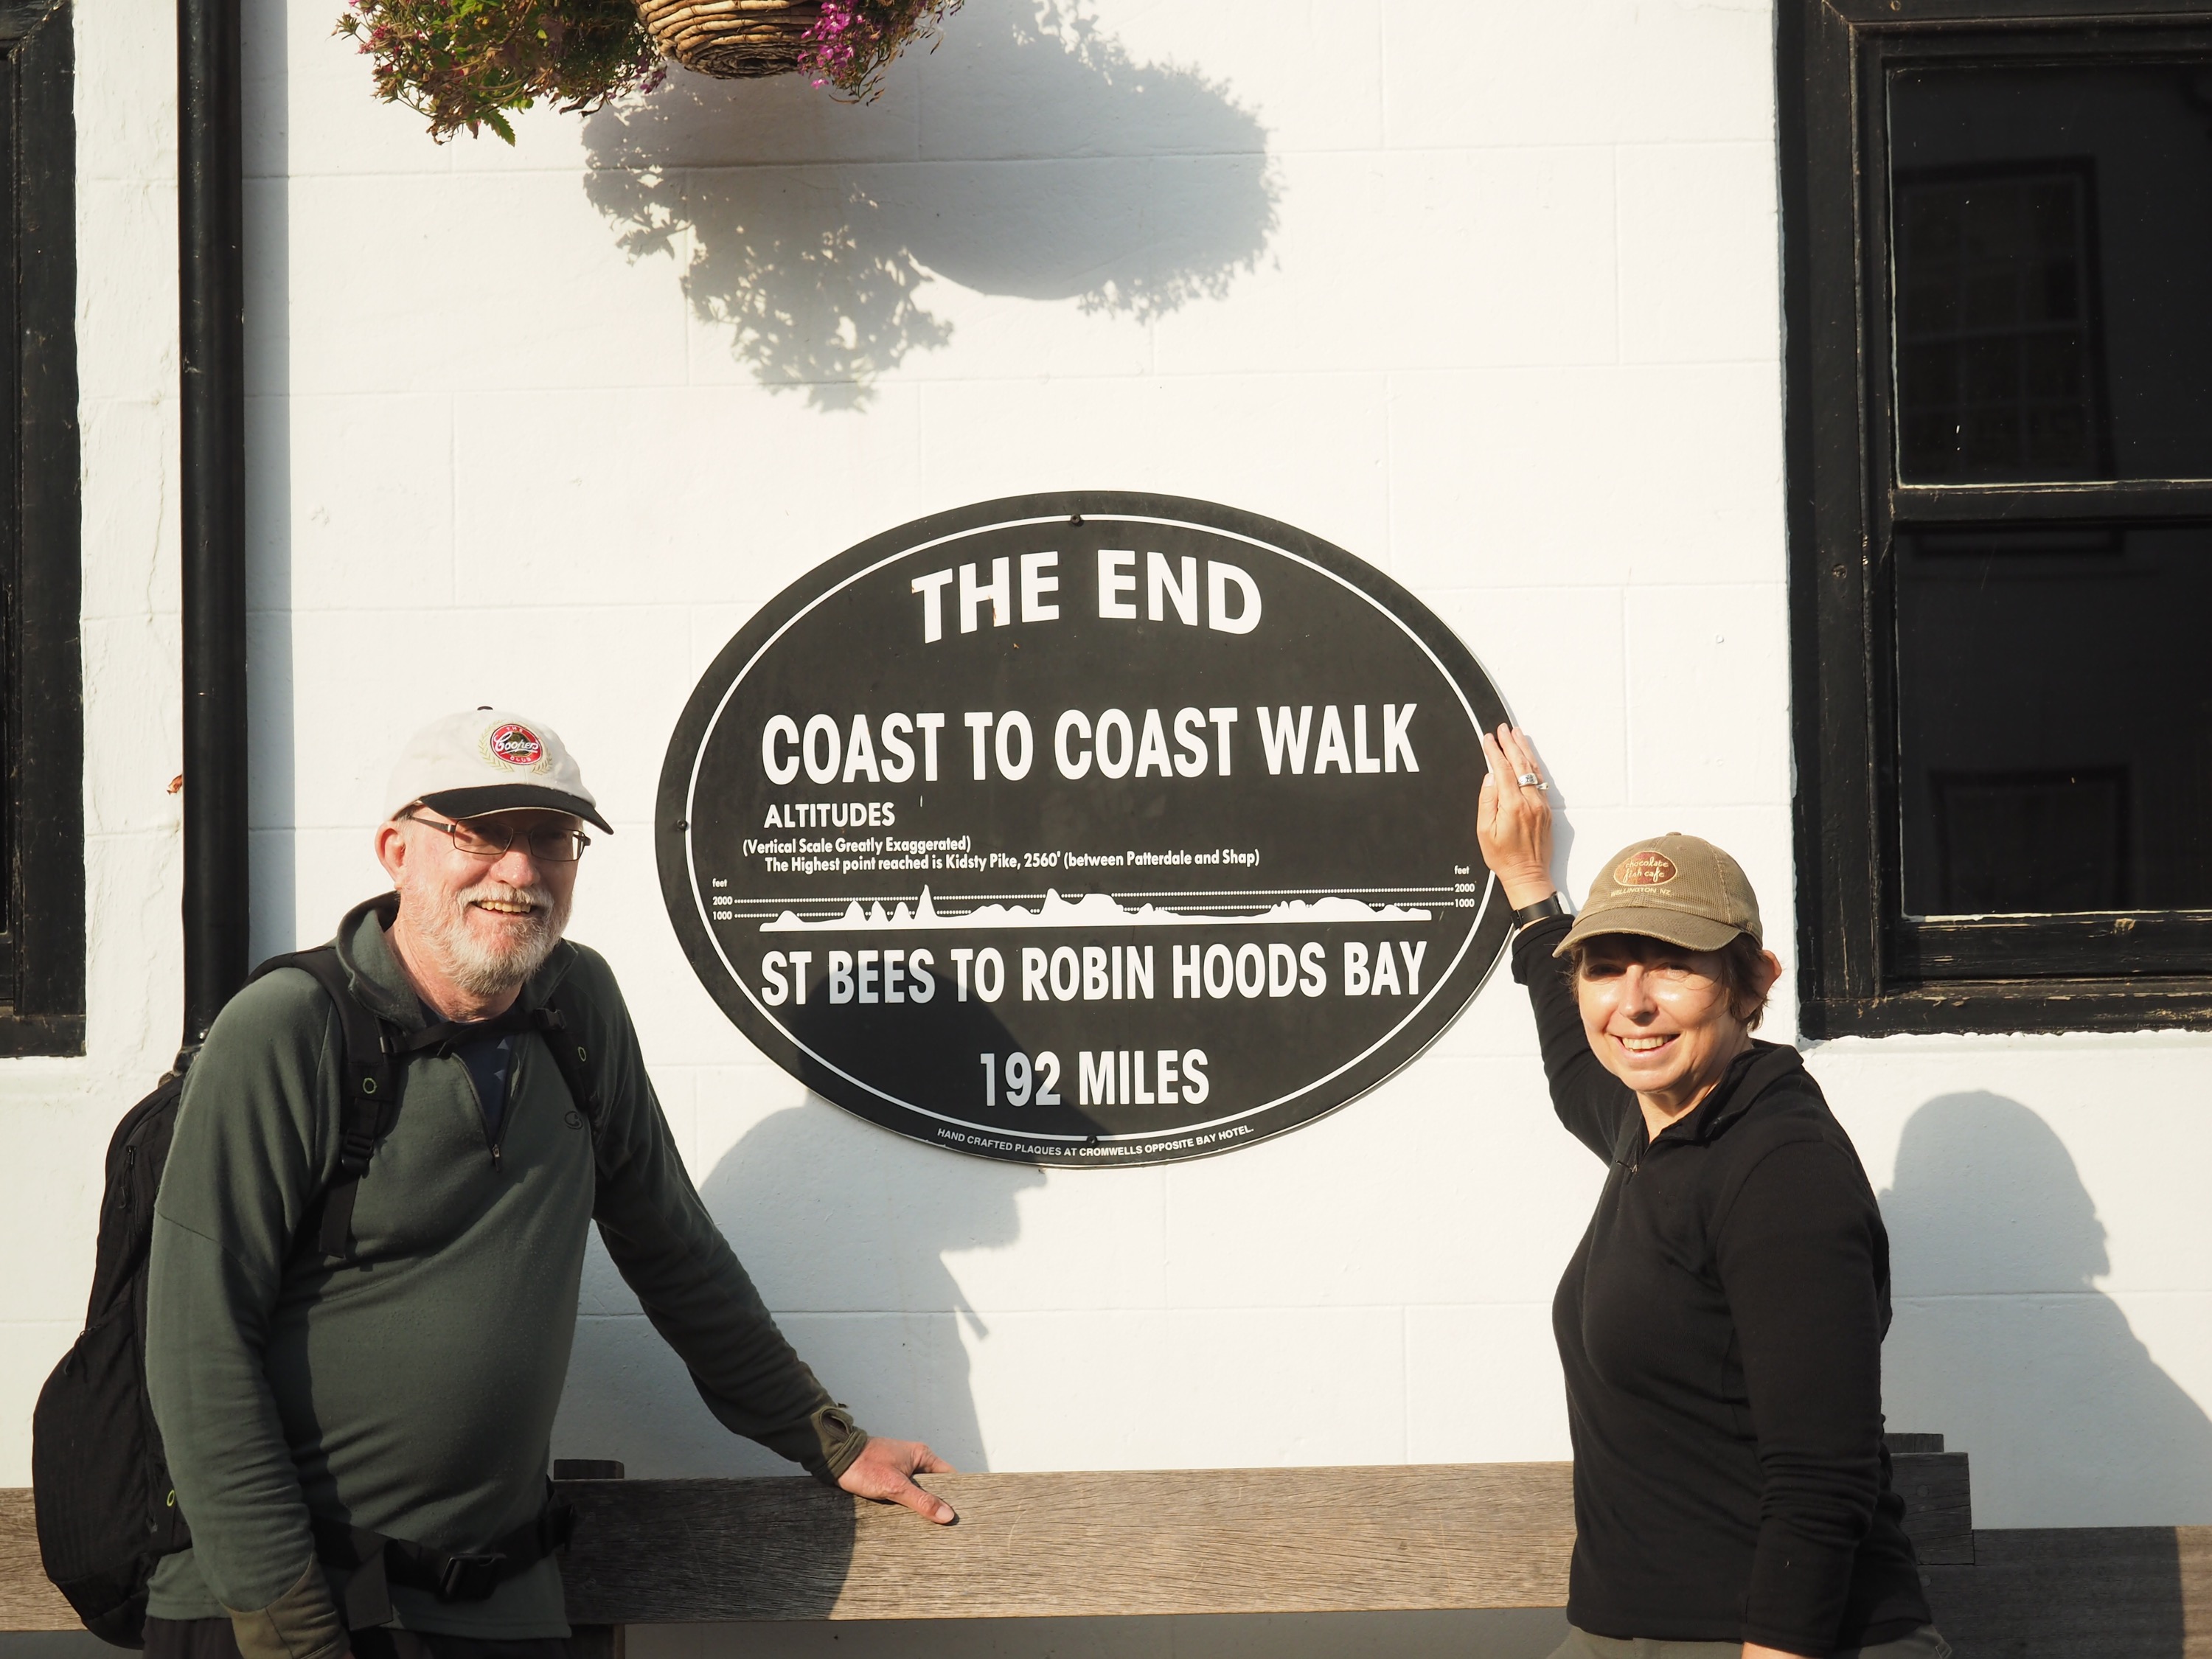 THE END
COAST TO COAST WALK
ALTITUDES
(Vertical Scale Greatly Exaggerated)
The Highest point reached is Kidsty Pike, 2560' (between Patterdale and Shap)
feet feet
2000 2000
1000 1000
ST BEES TO ROBIN HOODS BAY
192 MILES
HAND CRAFTED PLAQUES AT CROMWELLS OPPOSITE BAY HOTEL.
THE
Coopers
CLUB
chocolate
fish cafe
WELLINGTON NZ